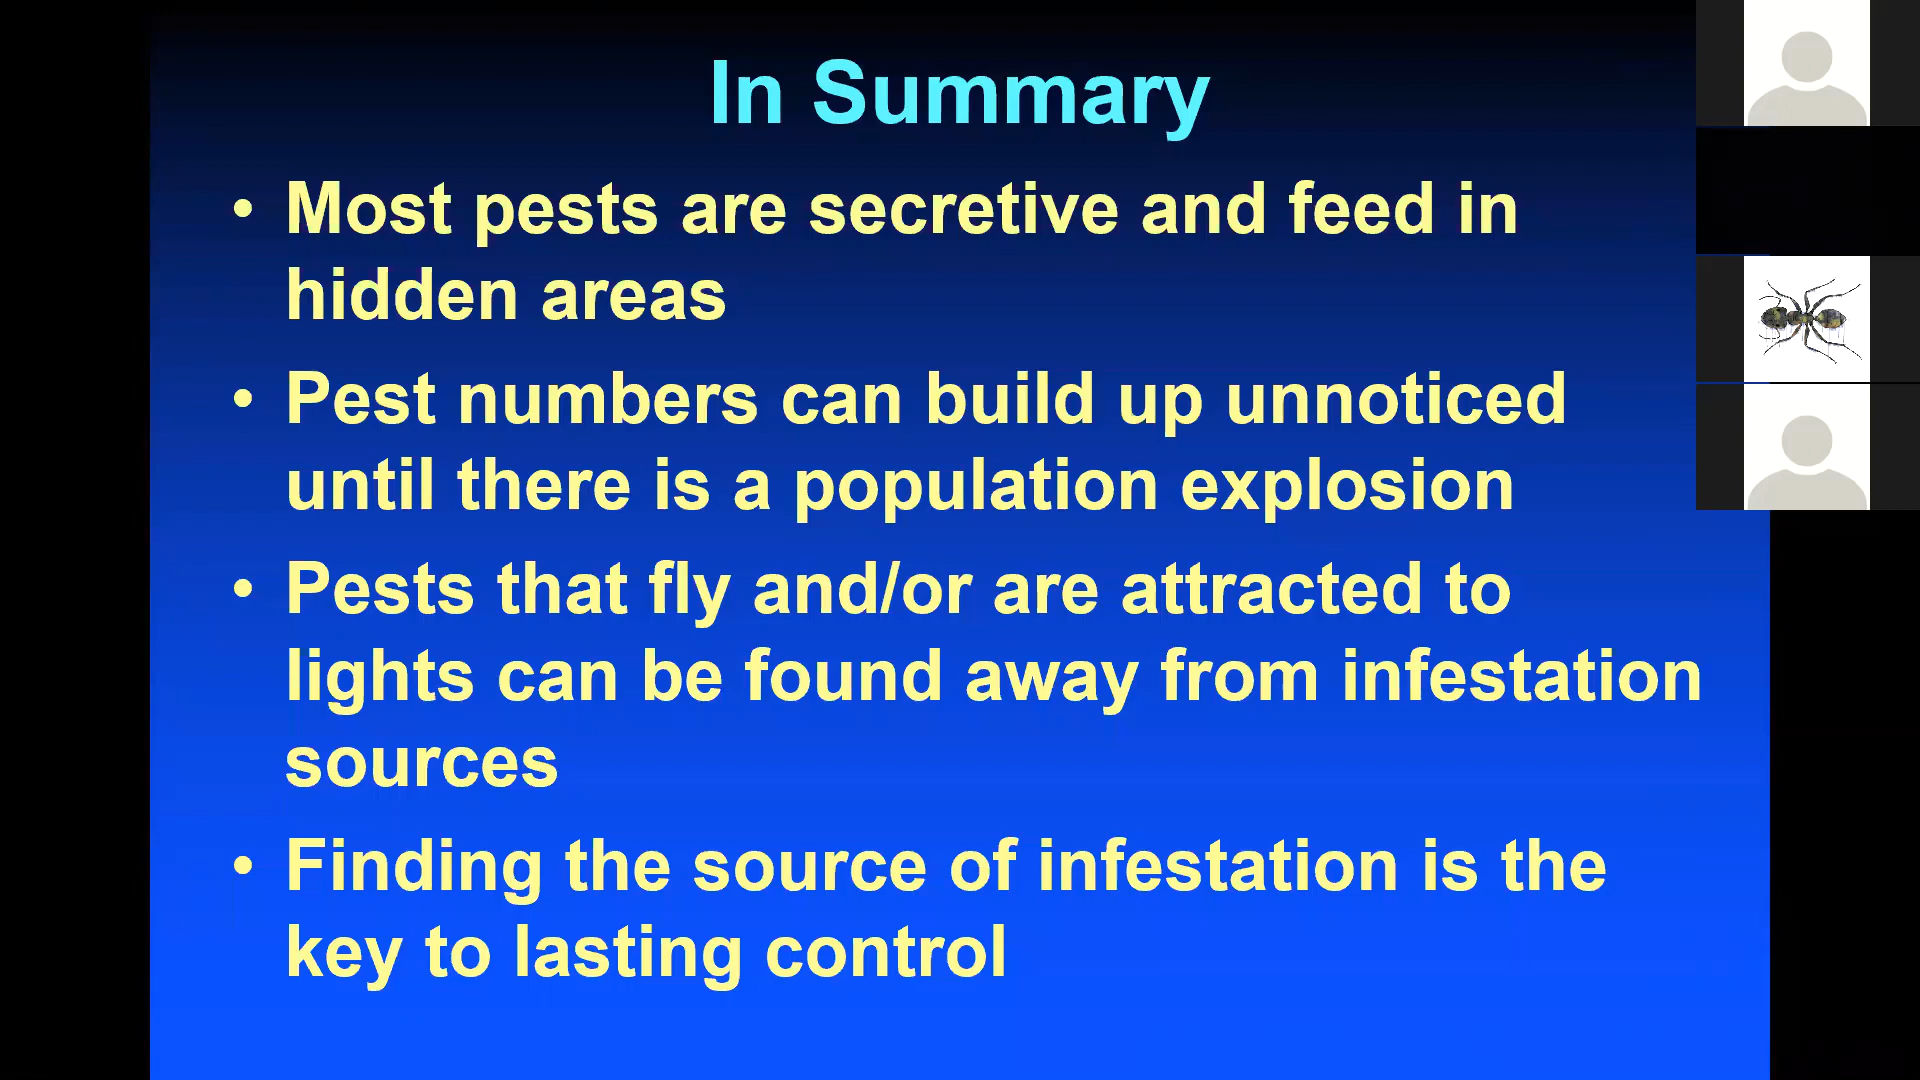 In Summary
• Most pests are secretive and feed in
hidden areas
• Pest numbers can build up unnoticed
until there is a population explosion
• Pests that fly and/or are attracted to
lights can be found away from infestation
sources
• Finding the source of infestation is the
key to lasting control